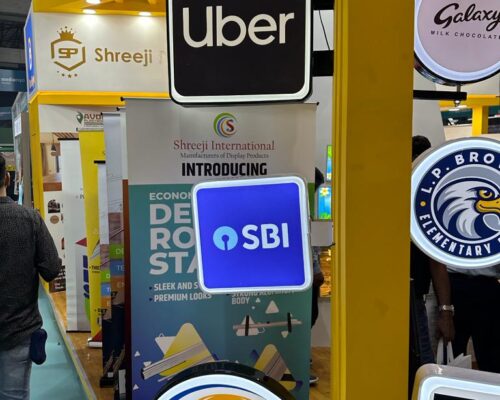 Uber
Galaxy
MILK CHOCOLATE
SP
Shreeji
Shreeji International
Manufacturers of Display Products
INTRODUCING
ECONO
DE
RO
STA
SBI
SLEEK AND S
PREMIUM LOOKS
BODY
L.P. BRO
ELEMENTARY